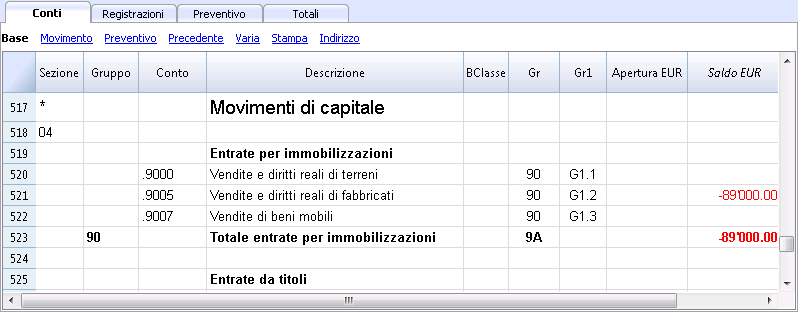 Conti Registrazioni Preventivo Totali
Base Movimento Preventivo Precedente Varia Stampa Indirizzo
Sezione Gruppo Conto Descrizione BClasse Gr Gr1 Apertura EUR Saldo EUR
517 * Movimenti di capitale
518 04
519 Entrate per immobilizzazioni
520 .9000 Vendite e diritti reali di terreni 90 G1.1
521 .9005 Vendite e diritti reali di fabbricati 90 G1.2 -89'000.00
522 .9007 Vendite di beni mobili 90 G1.3
523 90 Totale entrate per immobilizzazioni 9A -89'000.00
524
525 Entrate da titoli